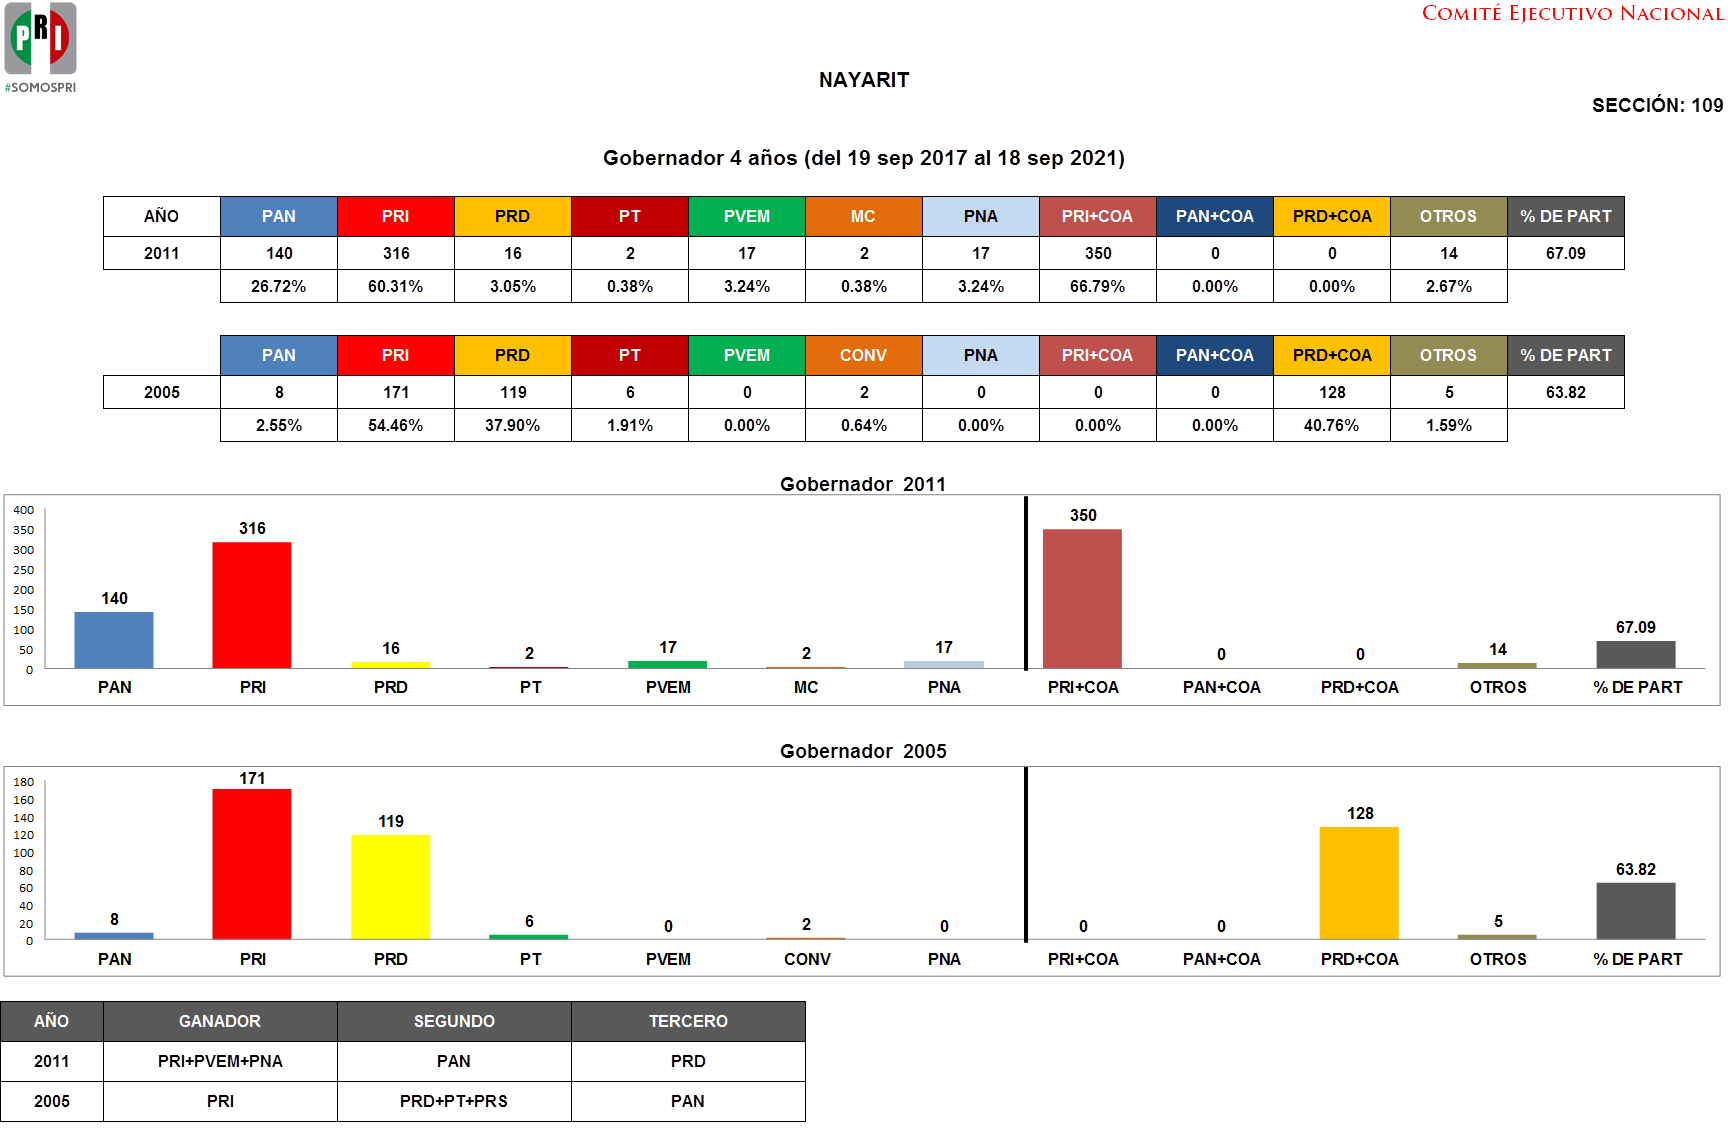 PRI
#SOMOSPRI
COMITÉ EJECUTIVO NACIONAL
NAYARIT
SECCIÓN: 109
Gobernador 4 años (del 19 sep 2017 al 18 sep 2021)
AÑO PAN PRI PRD PT PVEM MC PNA PRI+COA PAN+COA PRD+COA OTROS % DE PART
2011 140 316 16 2 17 2 17 350 0 0 14 67.09
26.72% 60.31% 3.05% 0.38% 3.24% 0.38% 3.24% 66.79% 0.00% 0.00% 2.67%
PAN PRI PRD PT PVEM CONV PNA PRI+COA PAN+COA PRD+COA OTROS % DE PART
2005 8 171 119 6 0 2 0 0 0 128 5 63.82
2.55% 54.46% 37.90% 1.91% 0.00% 0.64% 0.00% 0.00% 0.00% 40.76% 1.59%
Gobernador 2011
400
350
300
250
200
150
100
50
0
140 316 16 2 17 2 17 350 0 0 14 67.09
PAN PRI PRD PT PVEM MC PNA PRI+COA PAN+COA PRD+COA OTROS % DE PART
Gobernador 2005
180
160
140
120
100
80
60
40
20
0
8 171 119 6 0 2 0 0 0 128 5 63.82
PAN PRI PRD PT PVEM CONV PNA PRI+COA PAN+COA PRD+COA OTROS % DE PART
AÑO GANADOR SEGUNDO TERCERO
2011 PRI+PVEM+PNA PAN PRD
2005 PRI PRD+PT+PRS PAN